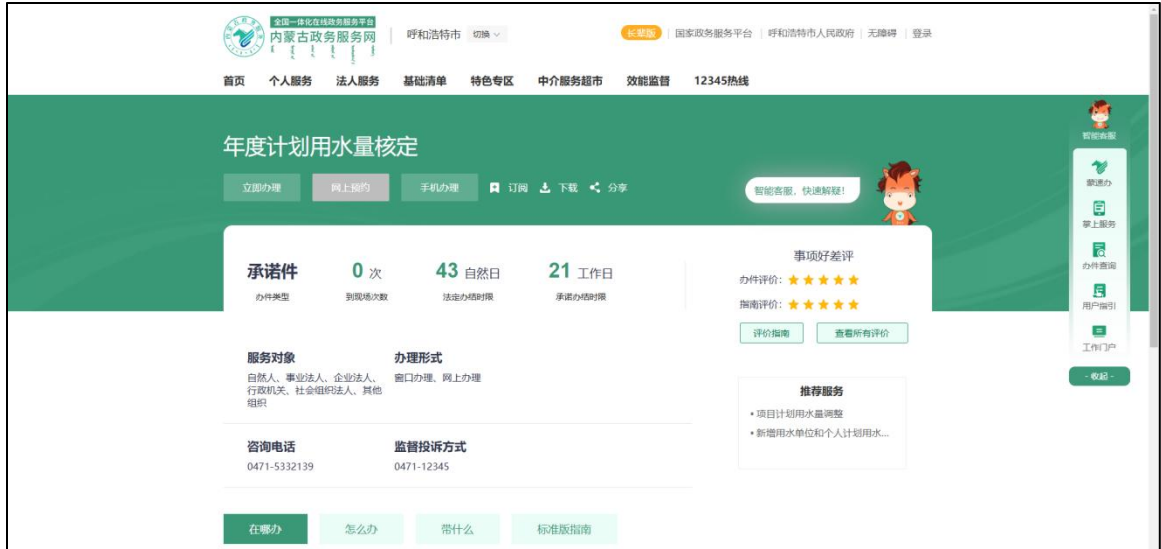 全国一体化在线政务服务平台
内蒙古政务服务网
呼和浩特市 切换
长辈版 国家政务服务平台 呼和浩特市人民政府 无障碍 登录
首页 个人服务 法人服务 基础清单 特色专区 中介服务超市 效能监督 12345热线
年度计划用水量核定
立即办理 网上预约 手机办理 订阅 下载 分享
智能客服，快速解疑！
承诺件 0 次 43 自然日 21 工作日
办件类型 到现场次数 法定办结时限 承诺办结时限
事项好差评
办件评价：
指南评价：
评价指南 查看所有评价
服务对象
自然人、事业法人、企业法人、
行政机关、社会组织法人、其他
组织
办理形式
窗口办理、网上办理
推荐服务
•项目计划用水量调整
•新增用水单位和个人计划用水...
咨询电话
0471-5332139
监督投诉方式
0471-12345
在哪办 怎么办 带什么 标准版指南
智能客服
蒙速办
掌上服务
办件查询
用户指引
工作门户
- 收起 -